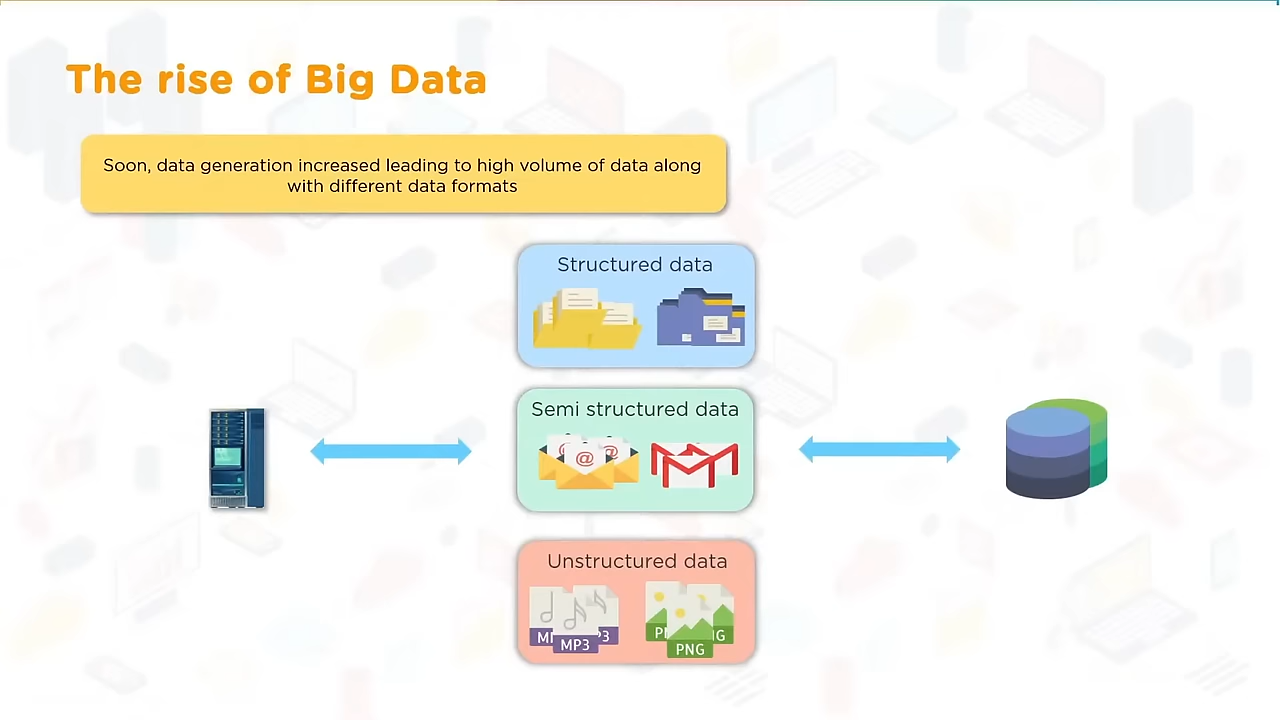 The rise of Big Data
Soon, data generation increased leading to high volume of data along
with different data formats
Structured data
Semi structured data
@ @ @
Unstructured data
MP3
PNG